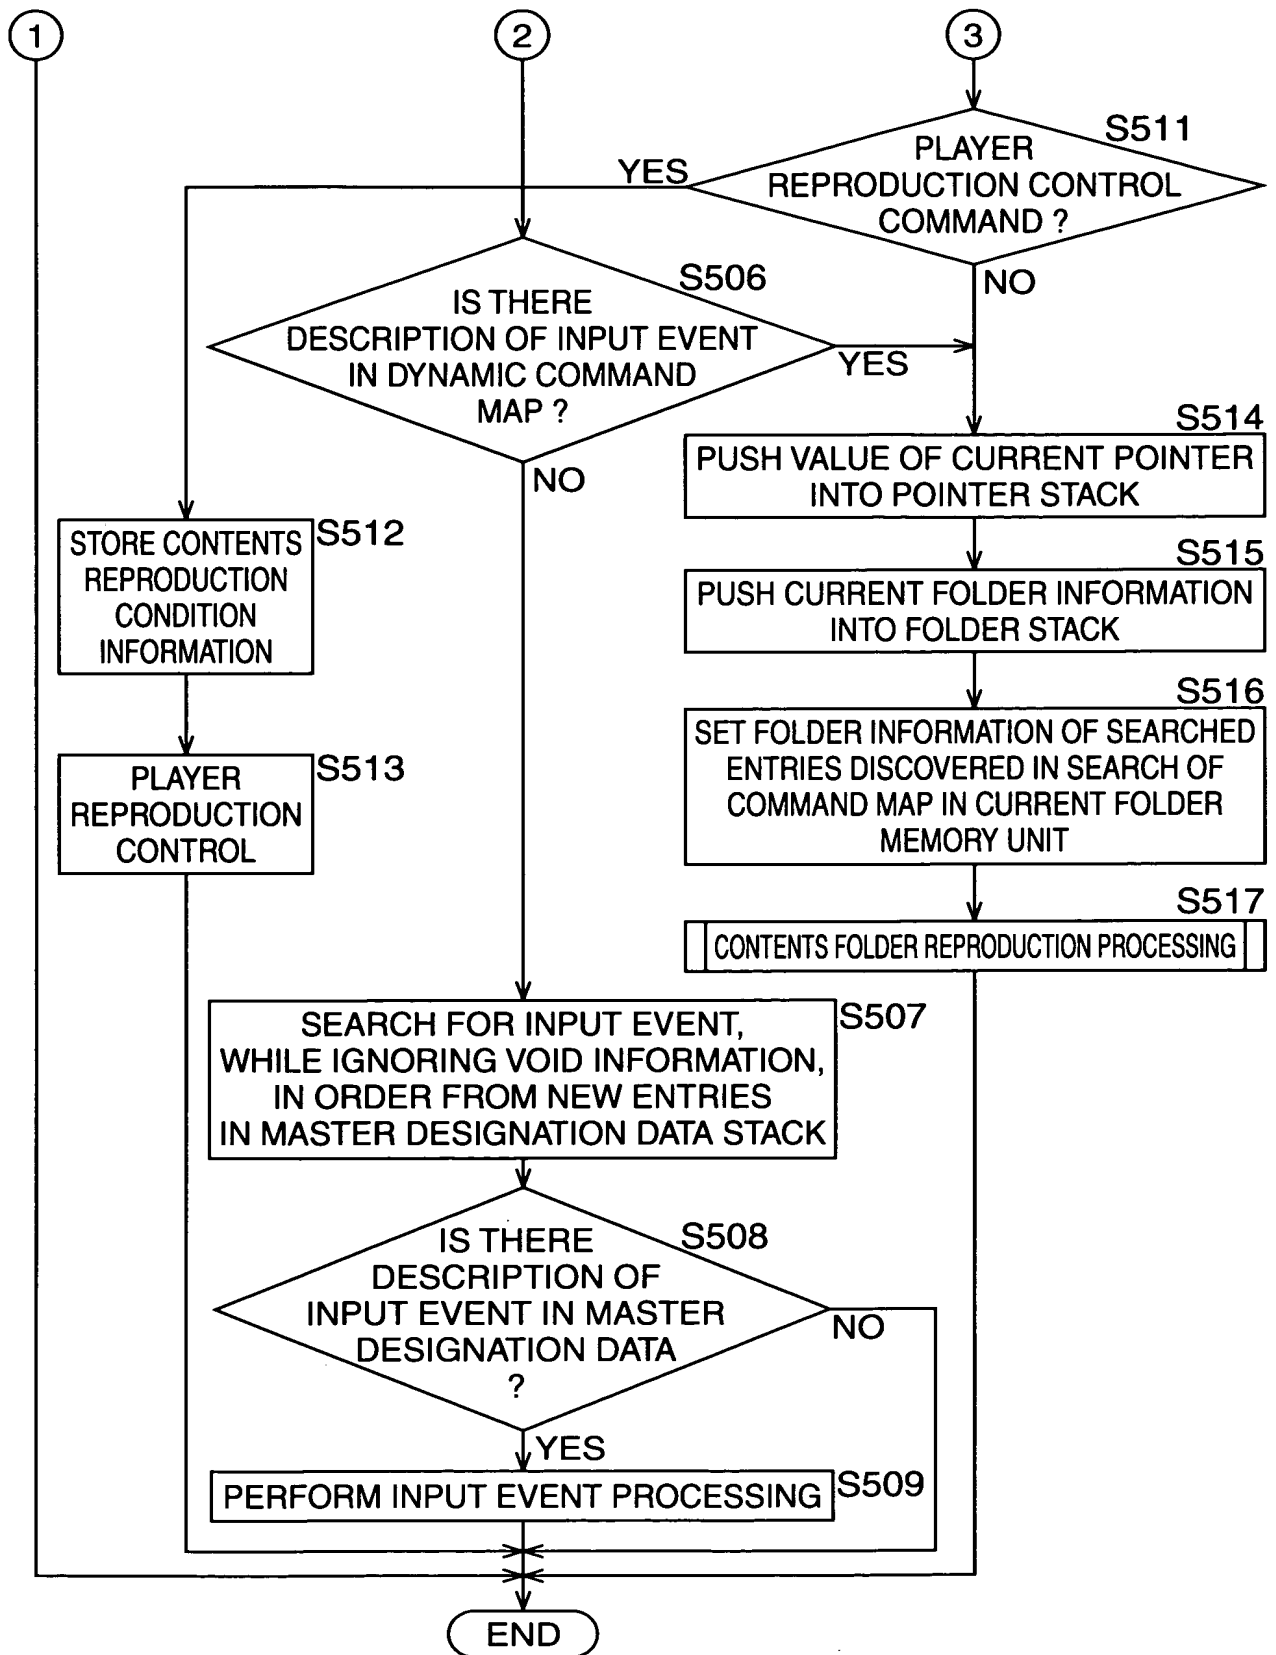 1
2
3
S511
PLAYER
REPRODUCTION CONTROL
COMMAND ?
YES
NO
S506
IS THERE
DESCRIPTION OF INPUT EVENT
IN DYNAMIC COMMAND
MAP ?
YES
NO
S514
PUSH VALUE OF CURRENT POINTER
INTO POINTER STACK
S512
STORE CONTENTS
REPRODUCTION
CONDITION
INFORMATION
S515
PUSH CURRENT FOLDER INFORMATION
INTO FOLDER STACK
S516
SET FOLDER INFORMATION OF SEARCHED
ENTRIES DISCOVERED IN SEARCH OF
COMMAND MAP IN CURRENT FOLDER
MEMORY UNIT
S513
PLAYER
REPRODUCTION
CONTROL
S517
CONTENTS FOLDER REPRODUCTION PROCESSING
S507
SEARCH FOR INPUT EVENT,
WHILE IGNORING VOID INFORMATION,
IN ORDER FROM NEW ENTRIES
IN MASTER DESIGNATION DATA STACK
S508
IS THERE
DESCRIPTION OF
INPUT EVENT IN MASTER
DESIGNATION DATA
?
NO
YES
S509
PERFORM INPUT EVENT PROCESSING
END